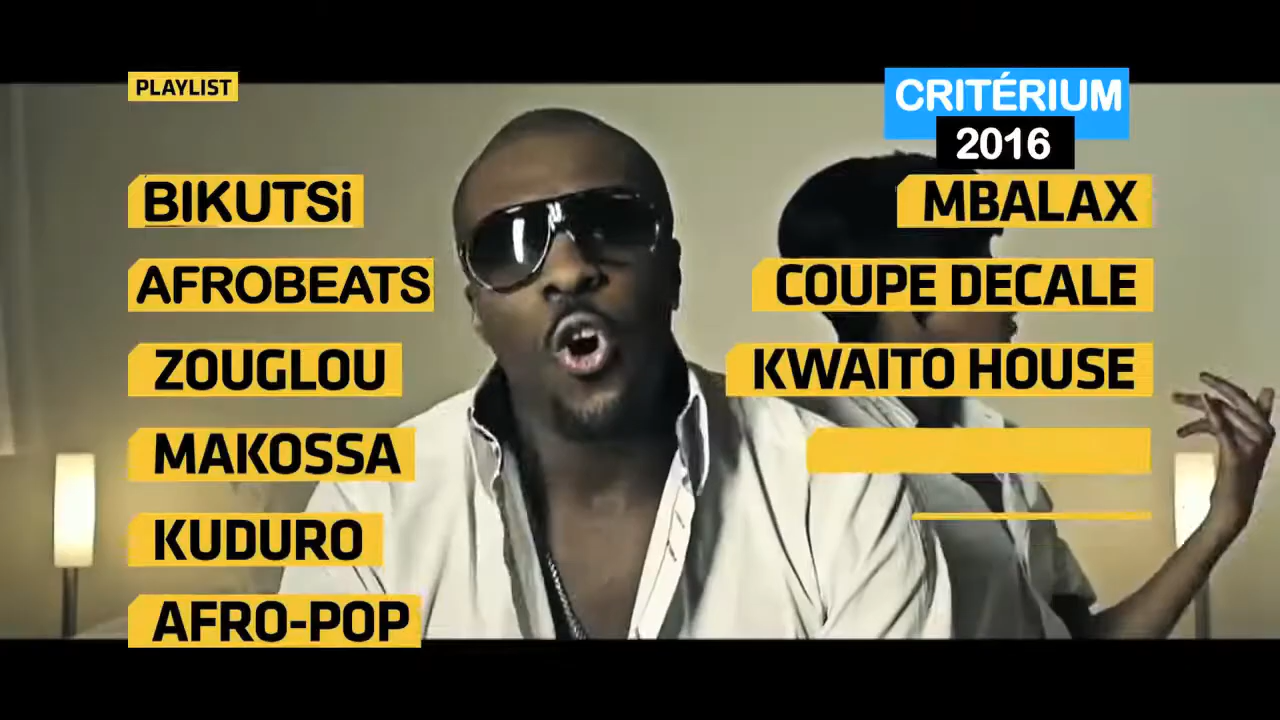 PLAYLIST
CRITÉRIUM
2016
BIKUTSi
AFROBEATS
ZOUGLOU
MAKOSSA
KUDURO
AFRO-POP
MBALAX
COUPE DECALE
KWAITO HOUSE